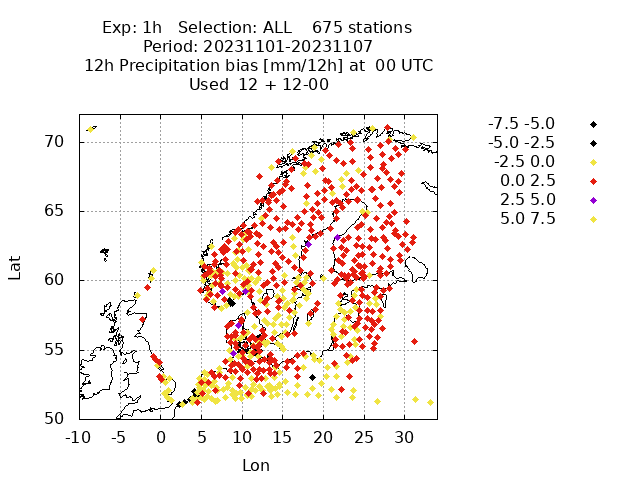 Exp: 1h   Selection: ALL    675 stations
Period: 20231101-20231107
12h Precipitation bias [mm/12h] at  00 UTC
Used  12 + 12-00
-7.5 -5.0
-5.0 -2.5
-2.5 0.0
0.0 2.5
2.5 5.0
5.0 7.5
70
65
60
55
50
Lat
-10 -5 0 5 10 15 20 25 30
Lon